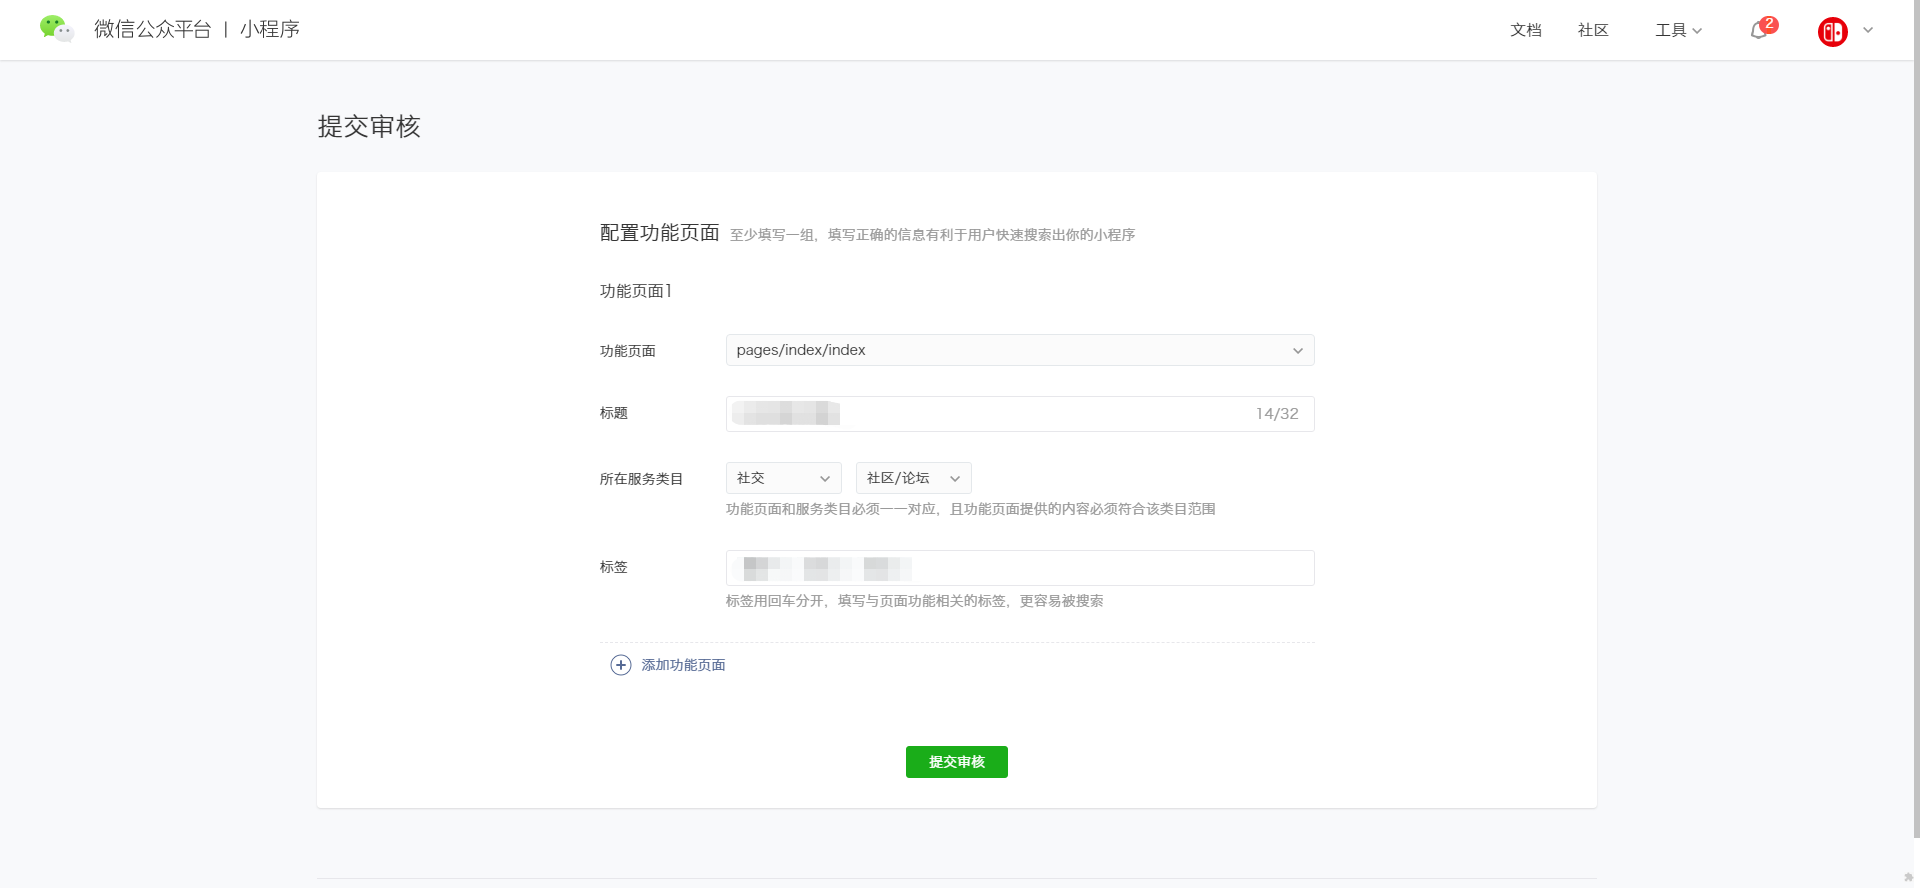 微信公众平台 | 小程序
文档 社区 工具 2
提交审核
配置功能页面 至少填写一组，填写正确的信息有利于用户快速搜索出你的小程序
功能页面1
功能页面 pages/index/index
标题 14/32
所在服务类目 社交 社区/论坛
功能页面和服务类目必须一一对应，且功能页面提供的内容必须符合该类目范围
标签
标签用回车分开，填写与页面功能相关的标签，更容易被搜索
添加功能页面
提交审核